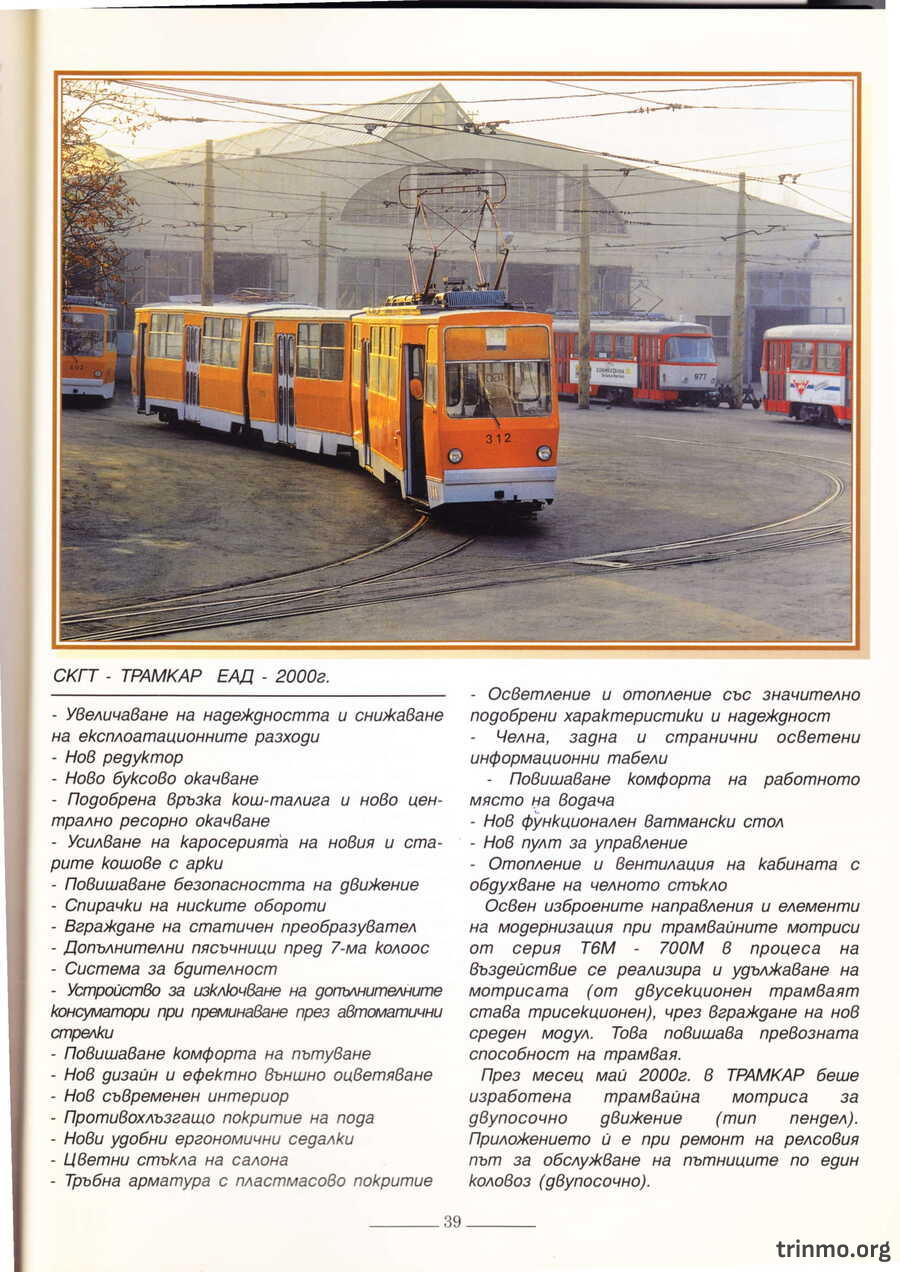 312
977
302
СКГТ - ТРАМКАР ЕАД - 2000г.
- Увеличаване на надеждността и снижаване
на експлоатационните разходи
- Нов редуктор
- Ново буксово окачване
- Подобрена връзка кош-талига и ново цен-
трално ресорно окачване
- Усилване на каросерията на новия и ста-
рите кошове с арки
- Повишаване безопасността на движение
- Спирачки на ниските обороти
- Вграждане на статичен преобразувател
- Допълнителни пясъчници пред 7-ма колоос
- Система за бдителност
- Устройство за изключване на допълнителните
консуматори при преминаване през автоматични
стрелки
- Повишаване комфорта на пътуване
- Нов дизайн и ефектно външно оцветяване
- Нов съвременен интериор
- Противохлъзгащо покритие на пода
- Нови удобни ергономични седалки
- Цветни стъкла на салона
- Тръбна арматура с пластмасово покритие
- Осветление и отопление със значително
подобрени характеристики и надеждност
- Челна, задна и странични осветени
информационни табели
- Повишаване комфорта на работното
място на водача
- Нов функционален ватмански стол
- Нов пулт за управление
- Отопление и вентилация на кабината с
обдухване на челното стъкло
Освен изброените направления и елементи
на модернизация при трамвайните мотриси
от серия Т6М - 700М в процеса на
въздействие се реализира и удължаване на
мотрисата (от двусекционен трамваят
става трисекционен), чрез вграждане на нов
среден модул. Това повишава превозната
способност на трамвая.
През месец май 2000г. в ТРАМКАР беше
изработена трамвайна мотриса за
двупосочно движение (тип пендел).
Приложението ѝ е при ремонт на релсовия
път за обслужване на пътниците по един
коловоз (двупосочно).
39
trinmo.org